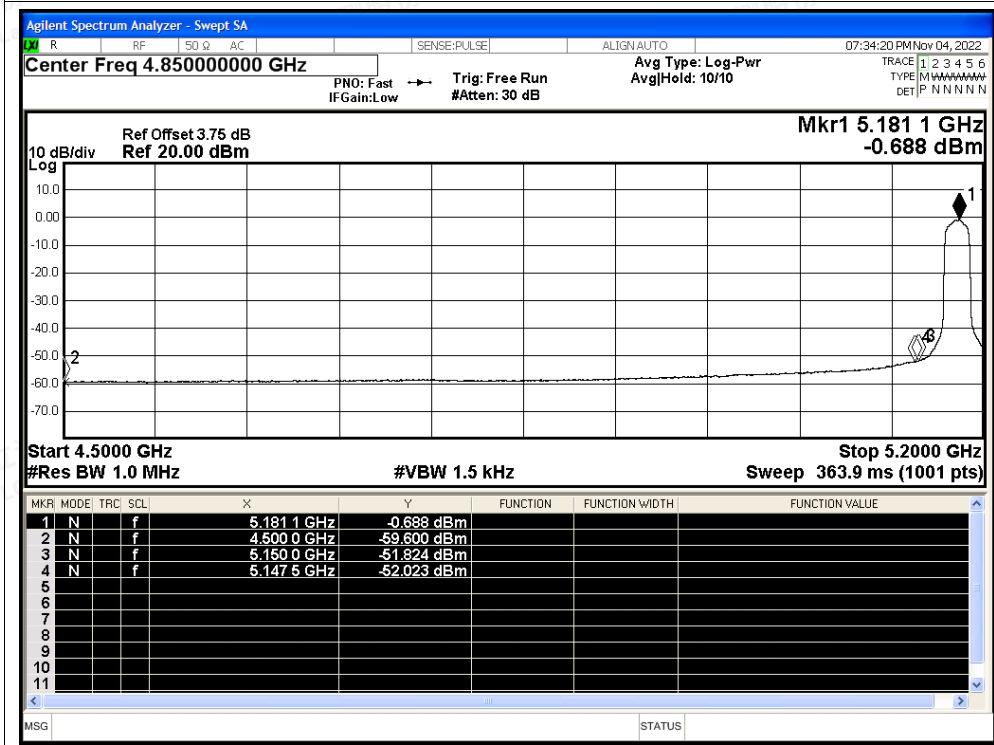 Agilent Spectrum Analyzer - Swept SA
LXI R RF 50 Ω AC SENSE:PULSE ALIGN AUTO 07:34:20 PM Nov 04, 2022
Center Freq 4.850000000 GHz
PNO: Fast
IFGain:Low
Trig: Free Run
#Atten: 30 dB
Avg Type: Log-Pwr
Avg|Hold: 10/10
TRACE 1 2 3 4 5 6
TYPE M WWWWW
DET P N N N N N
Mkr1 5.181 1 GHz
-0.688 dBm
Ref Offset 3.75 dB
10 dB/div Ref 20.00 dBm
Log
10.0
0.00
-10.0
-20.0
-30.0
-40.0
-50.0
-60.0
-70.0
1
2
4 3
Start 4.5000 GHz Stop 5.2000 GHz
#Res BW 1.0 MHz #VBW 1.5 kHz Sweep 363.9 ms (1001 pts)
MKR MODE TRC SCL X Y FUNCTION FUNCTION WIDTH FUNCTION VALUE
1 N f 5.181 1 GHz -0.688 dBm
2 N f 4.500 0 GHz -59.600 dBm
3 N f 5.150 0 GHz -51.824 dBm
4 N f 5.147 5 GHz -52.023 dBm
5
6
7
8
9
10
11
MSG STATUS